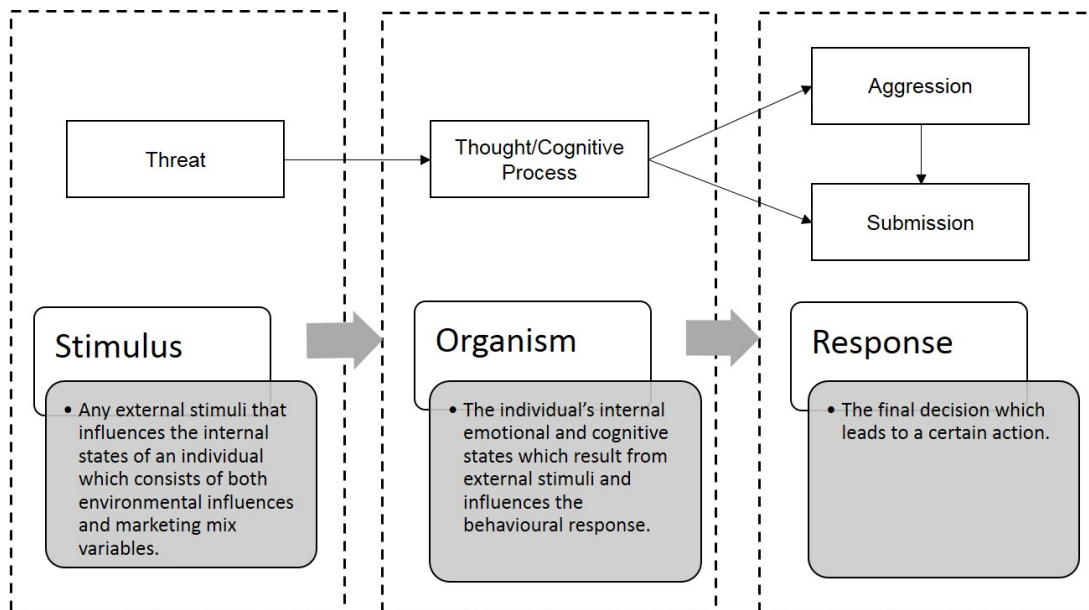 Threat
Thought/Cognitive
Process
Aggression
Submission
Stimulus
• Any external stimuli that
influences the internal
states of an individual
which consists of both
environmental influences
and marketing mix
variables.
Organism
• The individual’s internal
emotional and cognitive
states which result from
external stimuli and
influences the
behavioural response.
Response
• The final decision which
leads to a certain action.